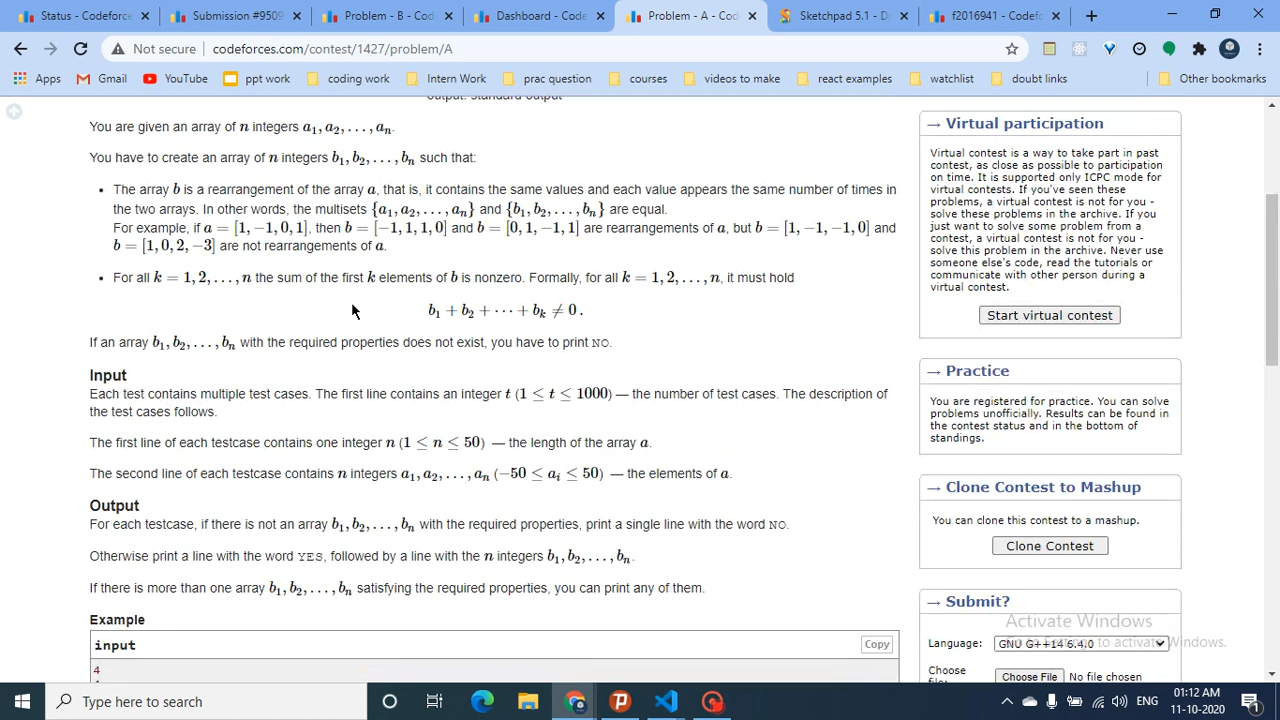 Status - Codeforc
Submission #9509
Problem - B - Cod
Dashboard - Code
Problem - A - Cod
Sketchpad 5.1 - D
f2016941 - Codef
Not secure
codeforces.com/contest/1427/problem/A
Apps
Gmail
YouTube
ppt work
coding work
Intern Work
prac question
courses
videos to make
react examples
watchlist
doubt links
Other bookmarks
output: standard output
You are given an array of n integers a₁, a₂, …, aₙ.
You have to create an array of n integers b₁, b₂, …, bₙ such that:
• The array b is a rearrangement of the array a, that is, it contains the same values and each value appears the same number of times in
the two arrays. In other words, the multisets {a₁, a₂, …, aₙ} and {b₁, b₂, …, bₙ} are equal.
For example, if a = [1, −1, 0, 1], then b = [−1, 1, 1, 0] and b = [0, 1, −1, 1] are rearrangements of a, but b = [1, −1, −1, 0] and
b = [1, 0, 2, −3] are not rearrangements of a.
• For all k = 1, 2, …, n the sum of the first k elements of b is nonzero. Formally, for all k = 1, 2, …, n, it must hold
b₁ + b₂ + ⋯ + bₖ ≠ 0 .
If an array b₁, b₂, …, bₙ with the required properties does not exist, you have to print NO.
Input
Each test contains multiple test cases. The first line contains an integer t (1 ≤ t ≤ 1000) — the number of test cases. The description of
the test cases follows.
The first line of each testcase contains one integer n (1 ≤ n ≤ 50) — the length of the array a.
The second line of each testcase contains n integers a₁, a₂, …, aₙ (−50 ≤ aᵢ ≤ 50) — the elements of a.
Output
For each testcase, if there is not an array b₁, b₂, …, bₙ with the required properties, print a single line with the word NO.
Otherwise print a line with the word YES, followed by a line with the n integers b₁, b₂, …, bₙ.
If there is more than one array b₁, b₂, …, bₙ satisfying the required properties, you can print any of them.
Example
input
Copy
4
→ Virtual participation
Virtual contest is a way to take part in past
contest, as close as possible to participation
on time. It is supported only ICPC mode for
virtual contests. If you've seen these
problems, a virtual contest is not for you -
solve these problems in the archive. If you
just want to solve some problem from a
contest, a virtual contest is not for you -
solve this problem in the archive. Never use
someone else's code, read the tutorials or
communicate with other person during a
virtual contest.
Start virtual contest
→ Practice
You are registered for practice. You can solve
problems unofficially. Results can be found in
the contest status and in the bottom of
standings.
→ Clone Contest to Mashup
You can clone this contest to a mashup.
Clone Contest
→ Submit?
Language:
GNU G++14 6.4.0
Choose
file:
Choose File
No file chosen
Activate Windows
Go to Settings to activate Windows.
Type here to search
ENG
01:12 AM
11-10-2020
1